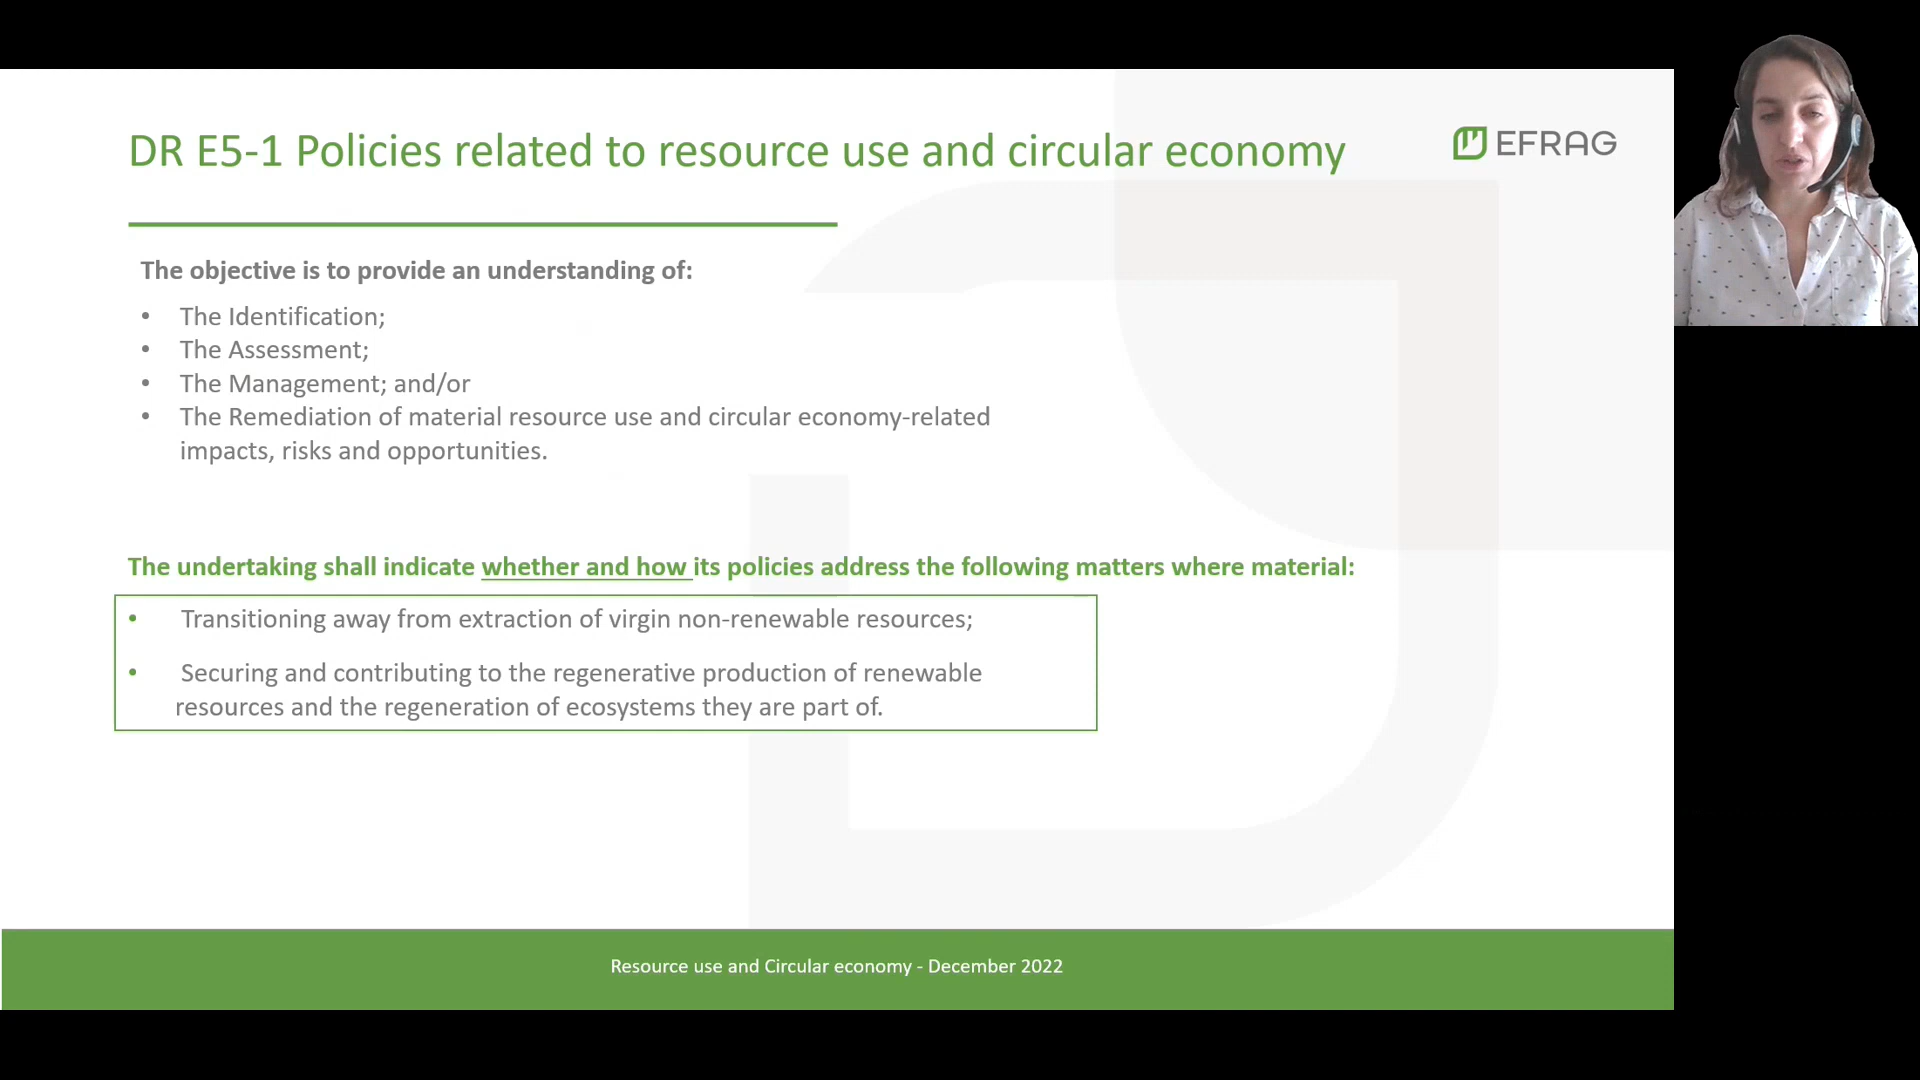 DR E5-1 Policies related to resource use and circular economy
EFRAG
The objective is to provide an understanding of:
• The Identification;
• The Assessment;
• The Management; and/or
• The Remediation of material resource use and circular economy-related
impacts, risks and opportunities.
The undertaking shall indicate whether and how its policies address the following matters where material:
• Transitioning away from extraction of virgin non-renewable resources;
• Securing and contributing to the regenerative production of renewable
resources and the regeneration of ecosystems they are part of.
Resource use and Circular economy - December 2022